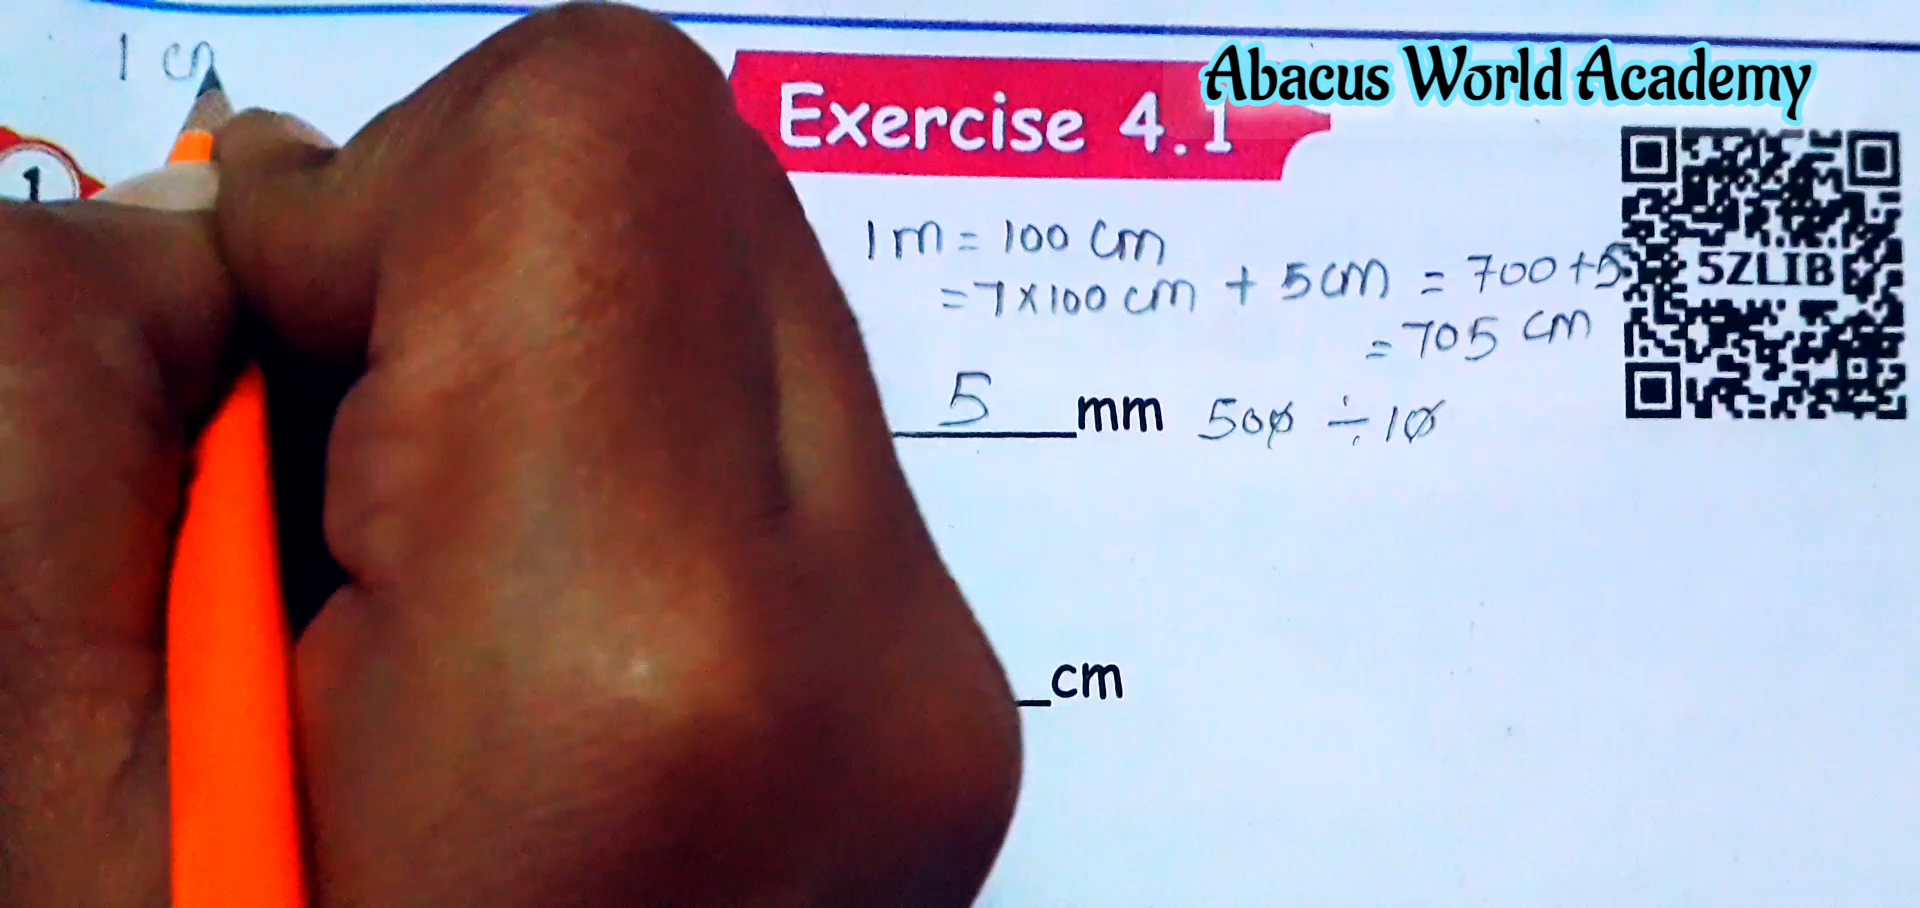 Abacus World Academy
1 cm
Exercise 4.1
1
1m = 100 cm
= 7 × 100 cm + 5 cm = 700 + 5
5ZLIB
= 705 cm
5 mm 500 ÷ 10
cm